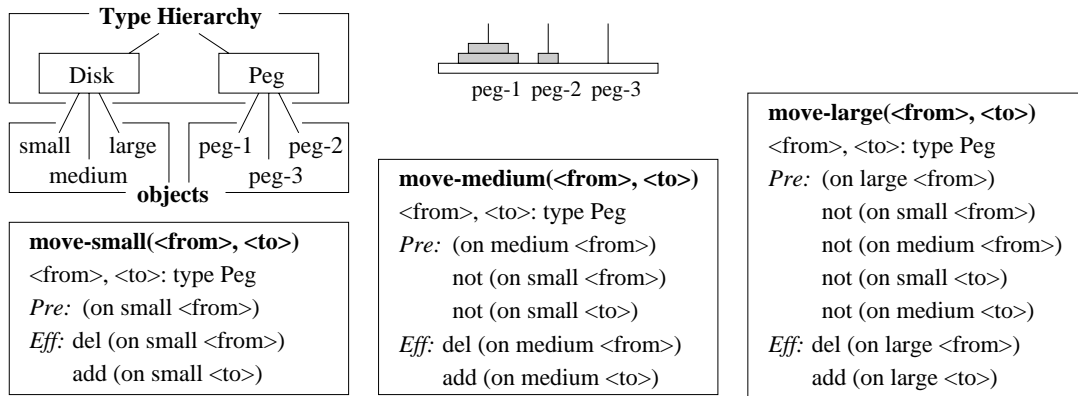 Type Hierarchy
Disk
Peg
small
large
medium
peg-1
peg-2
peg-3
objects
peg-1 peg-2 peg-3
move-small(<from>, <to>)
<from>, <to>: type Peg
Pre: (on small <from>)
Eff: del (on small <from>)
add (on small <to>)
move-medium(<from>, <to>)
<from>, <to>: type Peg
Pre: (on medium <from>)
not (on small <from>)
not (on small <to>)
Eff: del (on medium <from>)
add (on medium <to>)
move-large(<from>, <to>)
<from>, <to>: type Peg
Pre: (on large <from>)
not (on small <from>)
not (on medium <from>)
not (on small <to>)
not (on medium <to>)
Eff: del (on large <from>)
add (on large <to>)